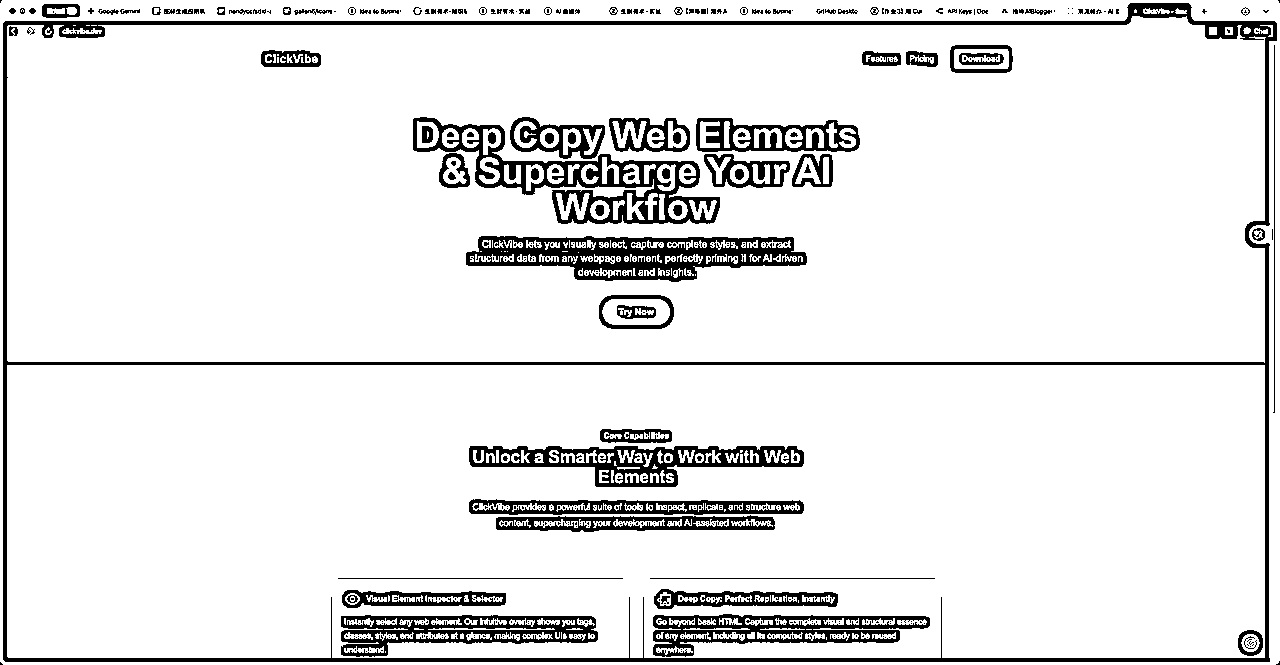 Google Gemini
Idea to Busine
Idea to Busine
GitHub Deskto
API Keys | Ope
clickvibe.dev
Chat
ClickVibe
Features
Pricing
Download
Deep Copy Web Elements
& Supercharge Your AI
Workflow
ClickVibe lets you visually select, capture complete styles, and extract
structured data from any webpage element, perfectly priming it for AI-driven
development and insights.
Try Now
Core Capabilities
Unlock a Smarter Way to Work with Web
Elements
ClickVibe provides a powerful suite of tools to inspect, replicate, and structure web
content, supercharging your development and AI-assisted workflows.
Visual Element Inspector & Selector
Instantly select any web element. Our intuitive overlay shows you tags,
classes, styles, and attributes at a glance, making complex UIs easy to
understand.
Deep Copy: Perfect Replication, Instantly
Go beyond basic HTML. Capture the complete visual and structural essence
of any element, including all its computed styles, ready to be reused
anywhere.